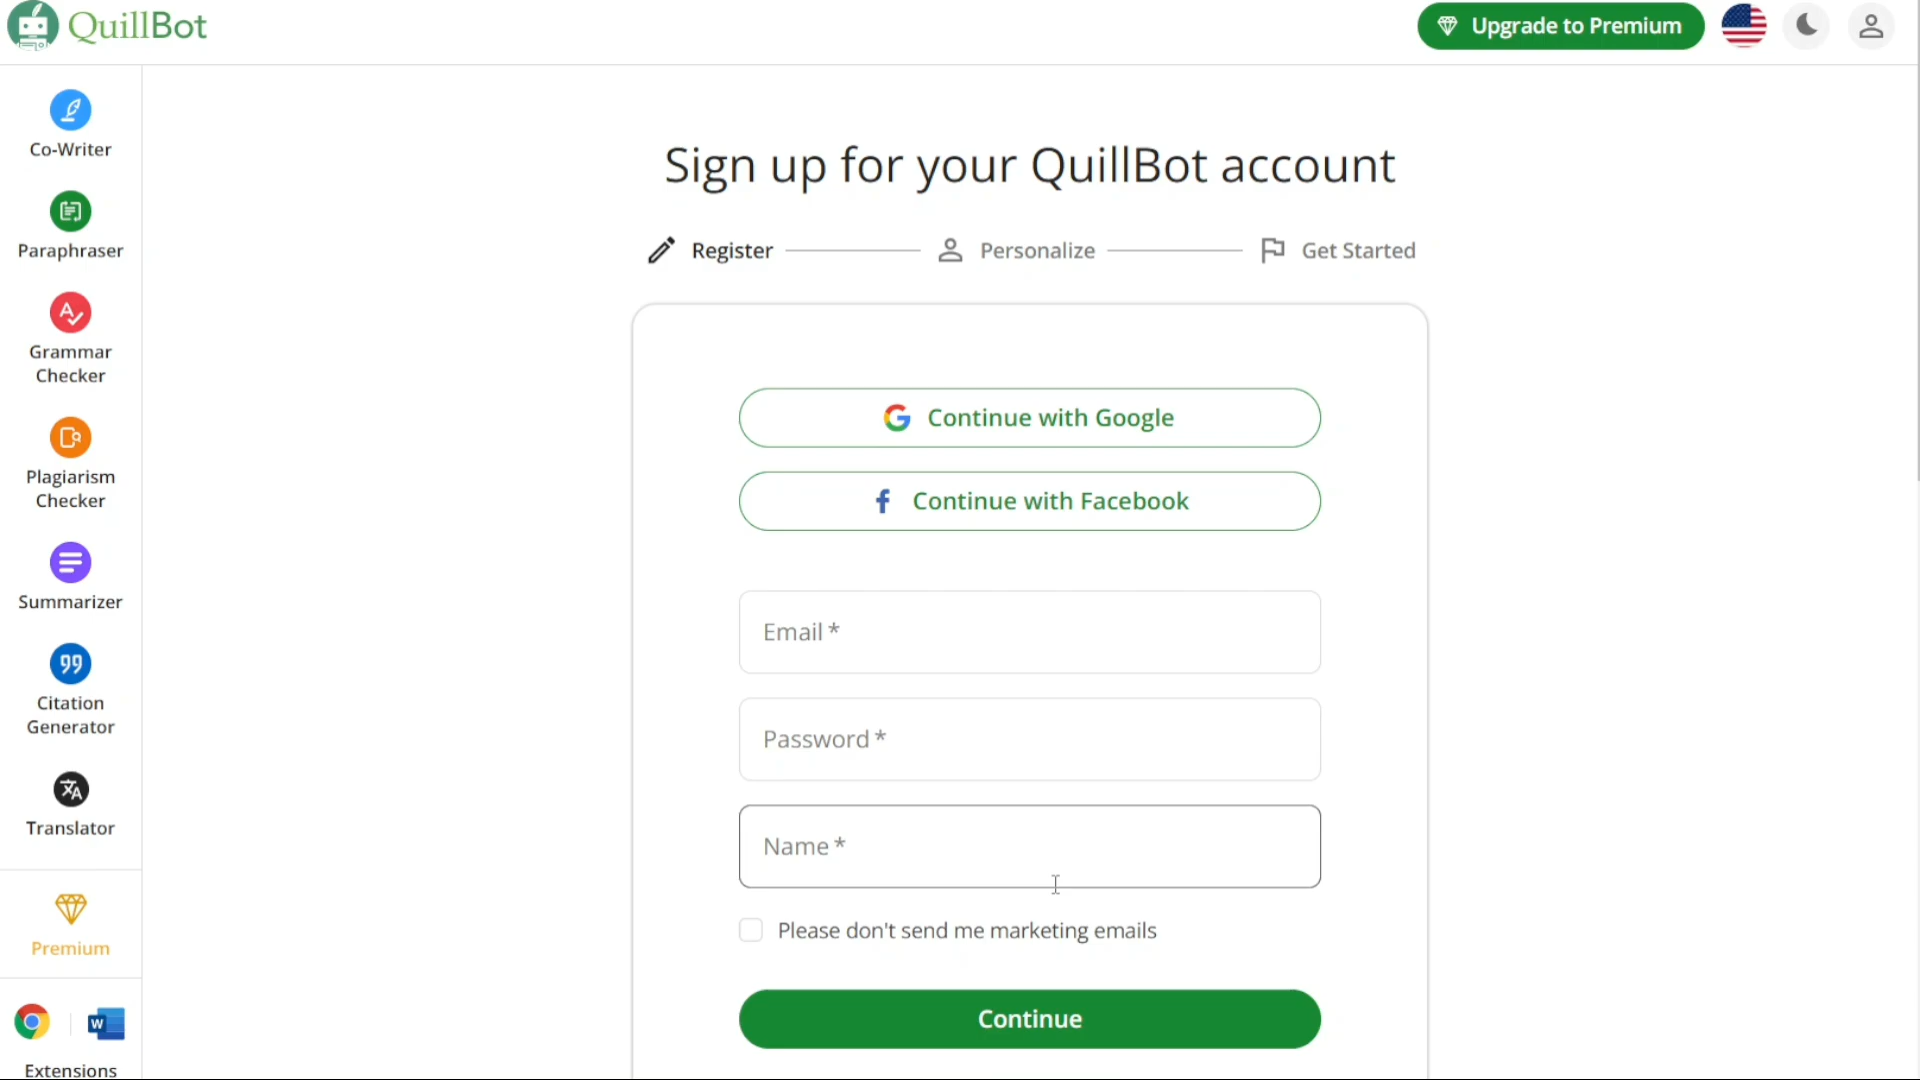 QuillBot
Upgrade to Premium
Co-Writer
Paraphraser
Grammar
Checker
Plagiarism
Checker
Summarizer
Citation
Generator
Translator
Premium
Extensions
Sign up for your QuillBot account
Register
Personalize
Get Started
Continue with Google
Continue with Facebook
Email *
Password *
Name *
Please don't send me marketing emails
Continue